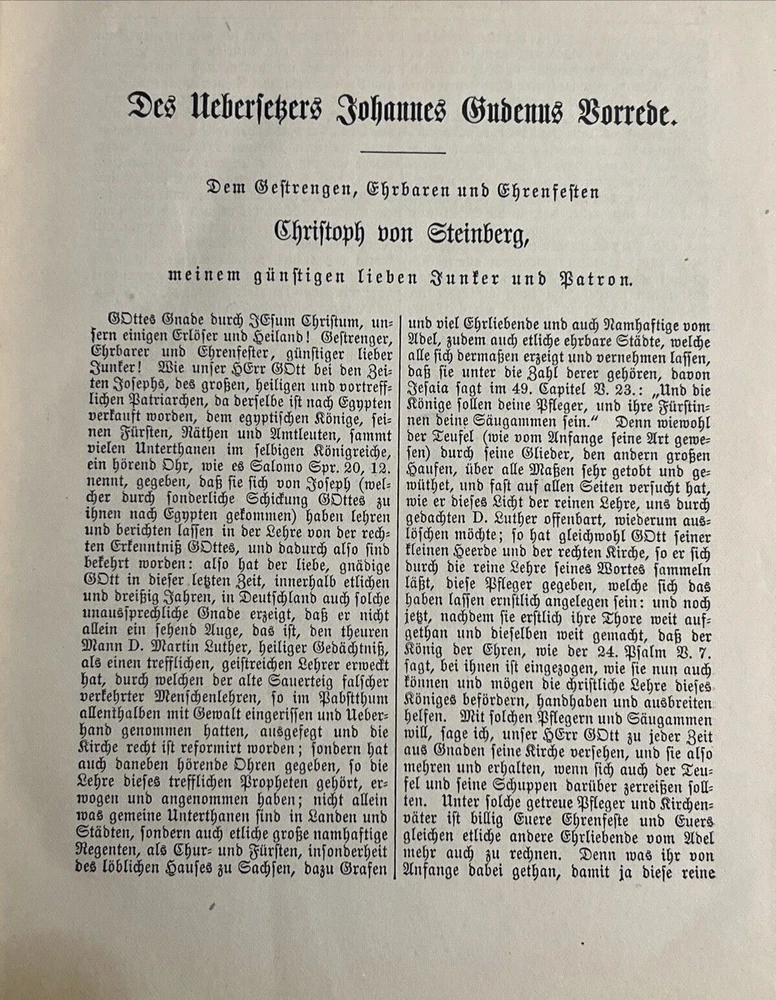 Des Uebersetzers Johannes Gudenus Vorrede.
Dem Gestrengen, Ehrbaren und Ehrenfesten
Christoph von Steinberg,
meinem günstigen lieben Junker und Patron.
GOttes Gnade durch JEsum Christum, un-
sern einigen Erlöser und Heiland! Gestrenger,
Ehrbarer und Ehrenfester, günstiger lieber
Junker! Wie unser HErr GOtt bei den Zei-
ten Josephs, des großen, heiligen und vortreff-
lichen Patriarchen, da derselbe ist nach Egypten
verkauft worden, dem egyptischen Könige, sei-
nen Fürsten, Räthen und Amtleuten, sammt
vielen Unterthanen im selbigen Königreiche,
ein hörend Ohr, wie es Salomo Spr. 20, 12.
nennt, gegeben, daß sie sich von Joseph (wel-
cher durch sonderliche Schickung GOttes zu
ihnen nach Egypten gekommen) haben lehren
und berichten lassen in der Lehre von der rech-
ten Erkenntniß GOttes, und dadurch also sind
bekehrt worden: also hat der liebe, gnädige
GOtt in dieser letzten Zeit, innerhalb etlichen
und dreißig Jahren, in Deutschland auch solche
unaussprechliche Gnade erzeigt, daß er nicht
allein ein sehend Auge, das ist, den theuren
Mann D. Martin Luther, heiliger Gedächtniß,
als einen trefflichen, geistreichen Lehrer erweckt
hat, durch welchen der alte Sauerteig falscher
verkehrter Menschenlehren, so im Pabstthum
allenthalben mit Gewalt eingerissen und Ueber-
hand genommen hatten, ausgefegt und die
Kirche recht ist reformirt worden; sondern hat
auch daneben hörende Ohren gegeben, so die
Lehre dieses trefflichen Propheten gehört, er-
wogen und angenommen haben; nicht allein
was gemeine Unterthanen sind in Landen und
Städten, sondern auch etliche große namhaftige
Regenten, als Chur- und Fürsten, insonderheit
des löblichen Hauses zu Sachsen, dazu Grafen
und viel Ehrliebende und auch Namhaftige vom
Adel, zudem auch etliche ehrbare Städte, welche
alle sich dermaßen erzeigt und vernehmen lassen,
daß sie unter die Zahl derer gehören, davon
Jesaia sagt im 49. Capitel V. 23.: „Und die
Könige sollen deine Pfleger, und ihre Fürstin-
nen deine Säugammen sein.“ Denn wiewohl
der Teufel (wie vom Anfange seine Art gewe-
sen) durch seine Glieder, den andern großen
Haufen, über alle Maßen sehr getobt und ge-
wüthet, und fast auf allen Seiten versucht hat,
wie er dieses Licht der reinen Lehre, uns durch
gedachten D. Luther offenbart, wiederum aus-
löschen möchte; so hat gleichwohl GOtt seiner
kleinen Heerde und der rechten Kirche, so er sich
durch die reine Lehre seines Wortes sammeln
läßt, diese Pfleger gegeben, welche sich das
haben lassen ernstlich angelegen sein: und noch
jetzt, nachdem sie erstlich ihre Thore weit auf-
gethan und dieselben weit gemacht, daß der
König der Ehren, wie der 24. Psalm V. 7.
sagt, bei ihnen ist eingezogen, wie sie nun auch
können und mögen die christliche Lehre dieses
Königes befördern, handhaben und ausbreiten
helfen. Mit solchen Pflegern und Säugammen
will, sage ich, unser HErr GOtt zu jeder Zeit
aus Gnaden seine Kirche versehen, und sie also
mehren und erhalten, wenn sich auch der Teu-
fel und seine Schuppen darüber zerreißen soll-
ten. Unter solche getreue Pfleger und Kirchen-
väter ist billig Euere Ehrenfeste und Euers
gleichen etliche andere Ehrliebende vom Adel
mehr auch zu rechnen. Denn was ihr von
Anfange dabei gethan, damit ja diese reine